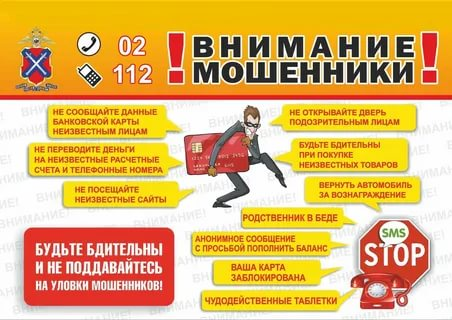 02
112
! ВНИМАНИЕ !
МОШЕННИКИ
НЕ СООБЩАЙТЕ ДАННЫЕ
БАНКОВСКОЙ КАРТЫ
НЕИЗВЕСТНЫМ ЛИЦАМ
НЕ ПЕРЕВОДИТЕ ДЕНЬГИ
НА НЕИЗВЕСТНЫЕ РАСЧЕТНЫЕ
СЧЕТА И ТЕЛЕФОННЫЕ НОМЕРА
НЕ ПОСЕЩАЙТЕ
НЕИЗВЕСТНЫЕ САЙТЫ
НЕ ОТКРЫВАЙТЕ ДВЕРЬ
ПОДОЗРИТЕЛЬНЫМ ЛИЦАМ
БУДЬТЕ БДИТЕЛЬНЫ
ПРИ ПОКУПКЕ
НЕИЗВЕСТНЫХ ТОВАРОВ
ВЕРНУТЬ АВТОМОБИЛЬ
ЗА ВОЗНАГРАЖДЕНИЕ
РОДСТВЕННИК В БЕДЕ
АНОНИМНОЕ СООБЩЕНИЕ
С ПРОСЬБОЙ ПОПОЛНИТЬ БАЛАНС
ВАША КАРТА
ЗАБЛОКИРОВАНА
ЧУДОДЕЙСТВЕННЫЕ ТАБЛЕТКИ
SMS
STOP
БУДЬТЕ БДИТЕЛЬНЫ
И НЕ ПОДДАВАЙТЕСЬ
НА УЛОВКИ МОШЕННИКОВ!